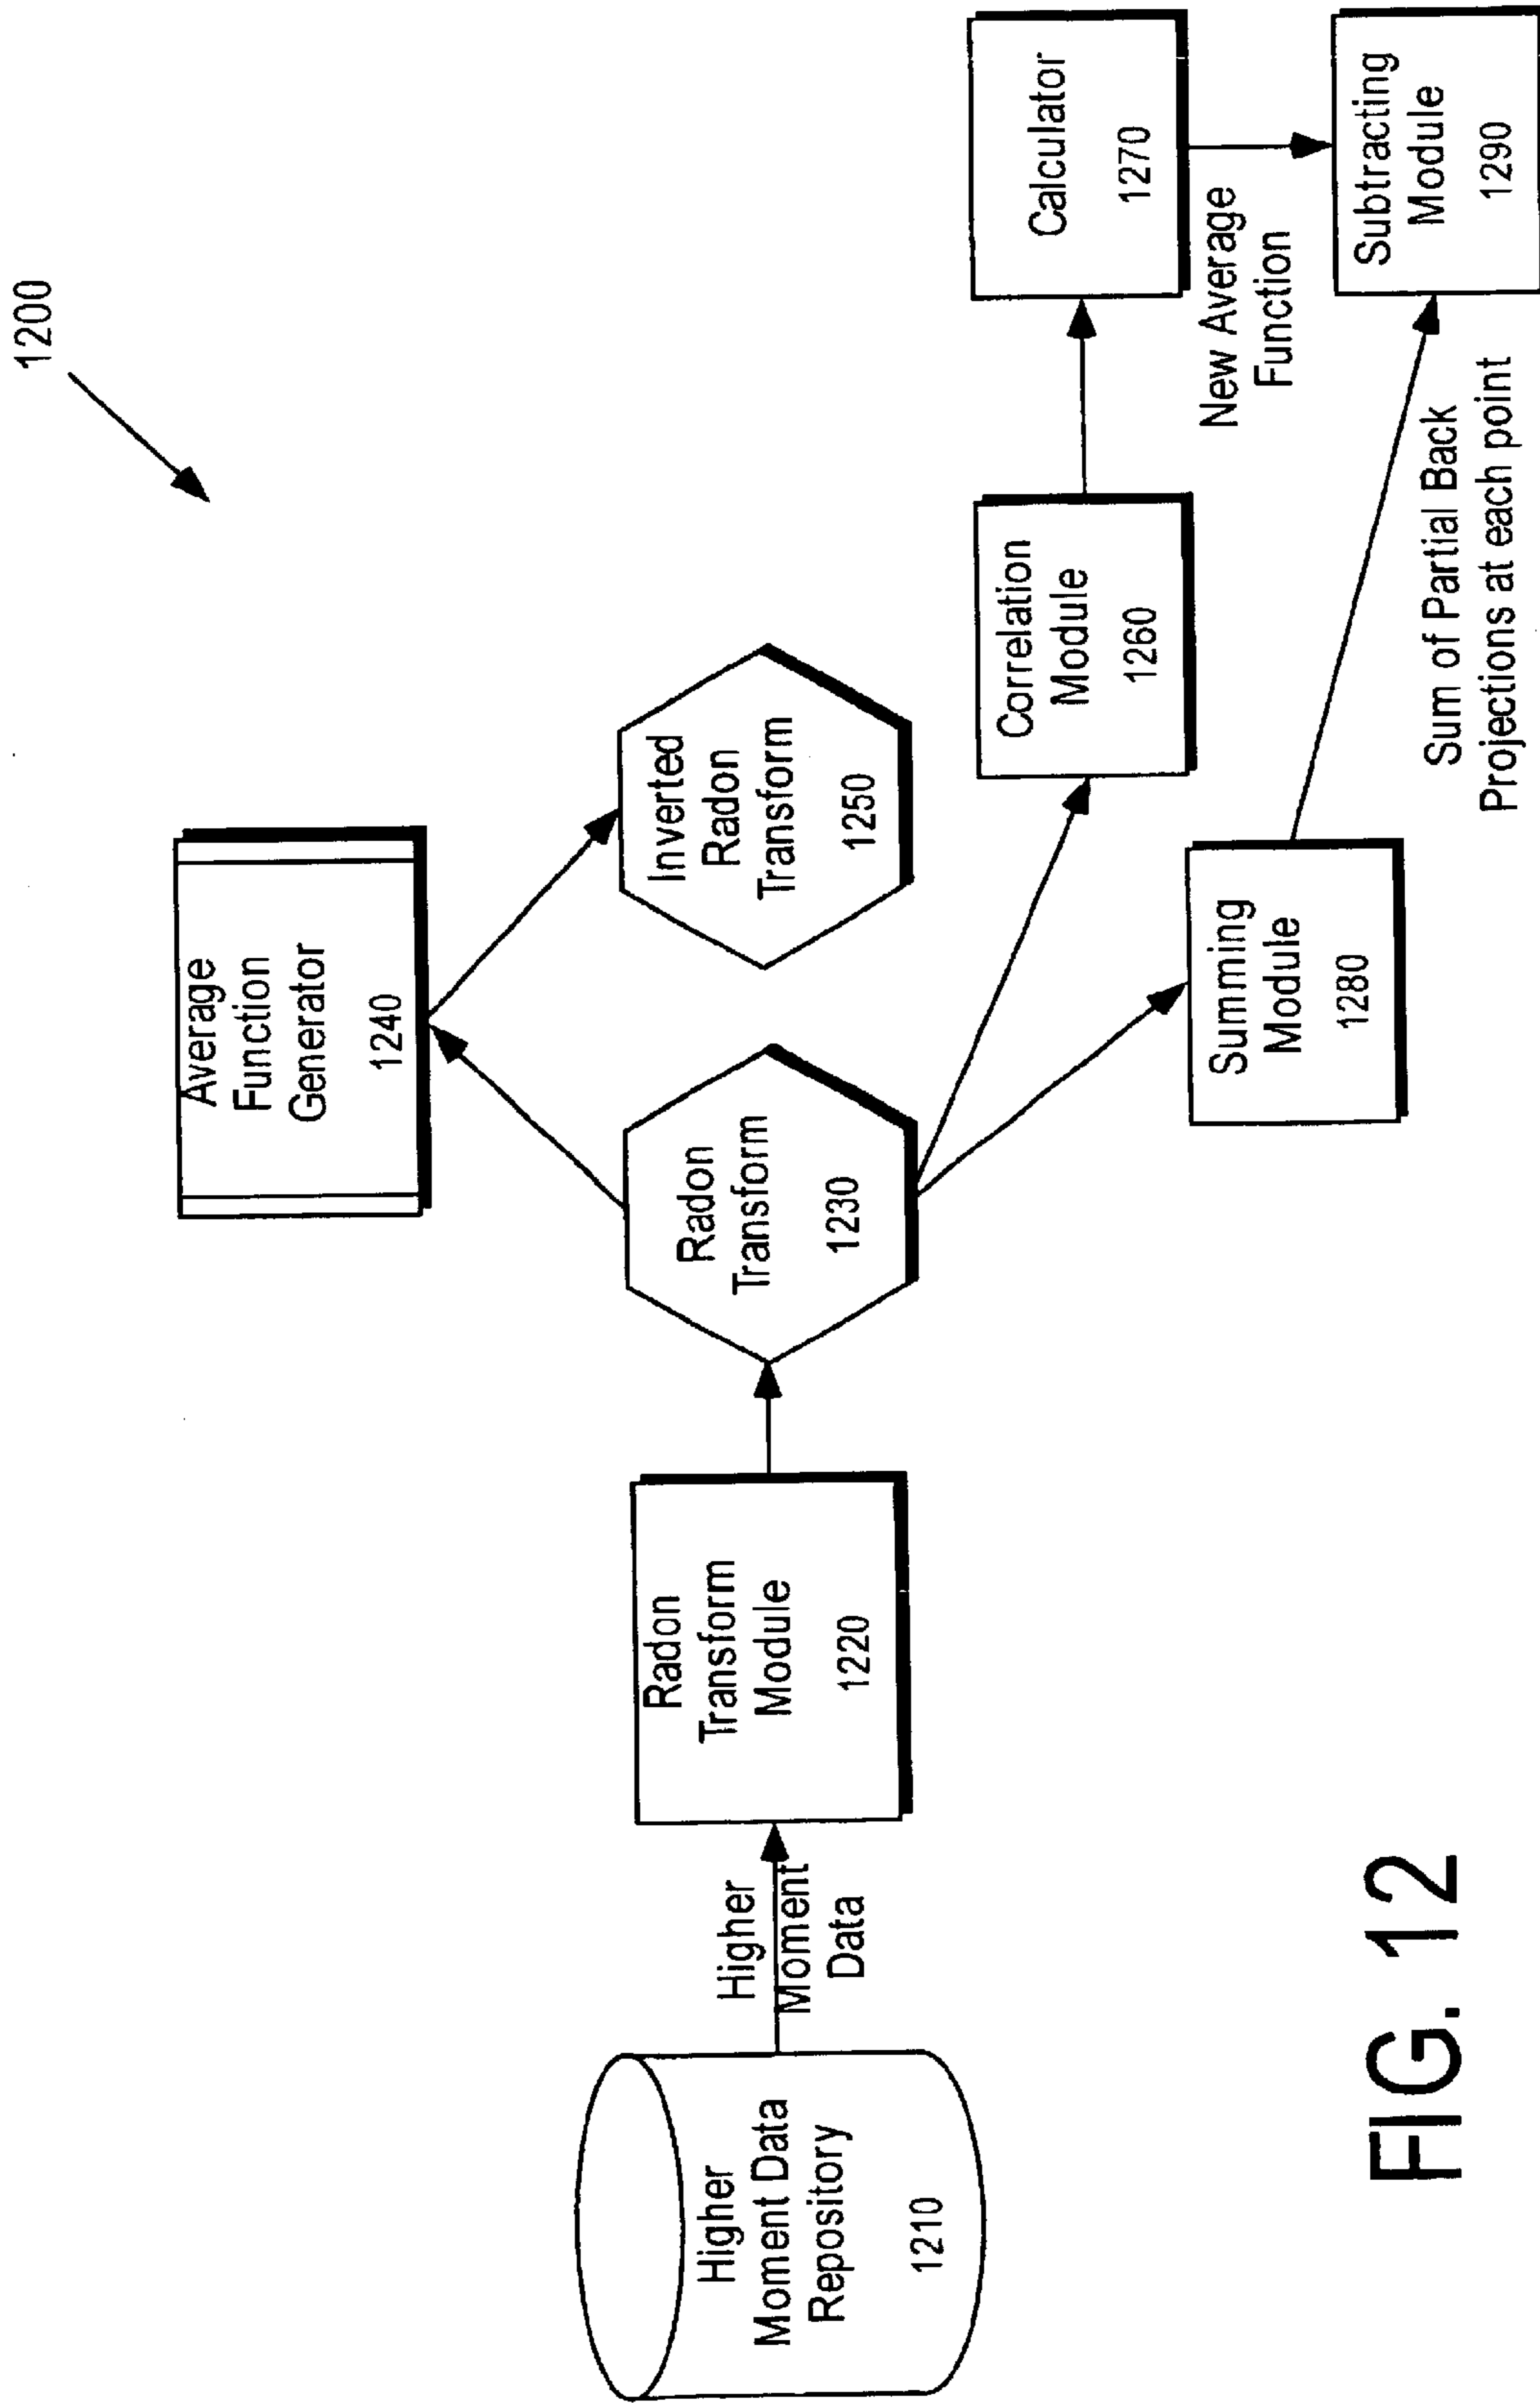 1200
Higher
Moment Data
Repository
1210
Higher
Moment
Data
Radon
Transform
Module
1220
Radon
Transform
1230
Average
Function
Generator
1240
Inverted
Radon
Transform
1250
Correlation
Module
1260
Calculator
1270
New Average
Function
Summing
Module
1280
Sum of Partial Back
Projections at each point
Subtracting
Module
1290
FIG. 12